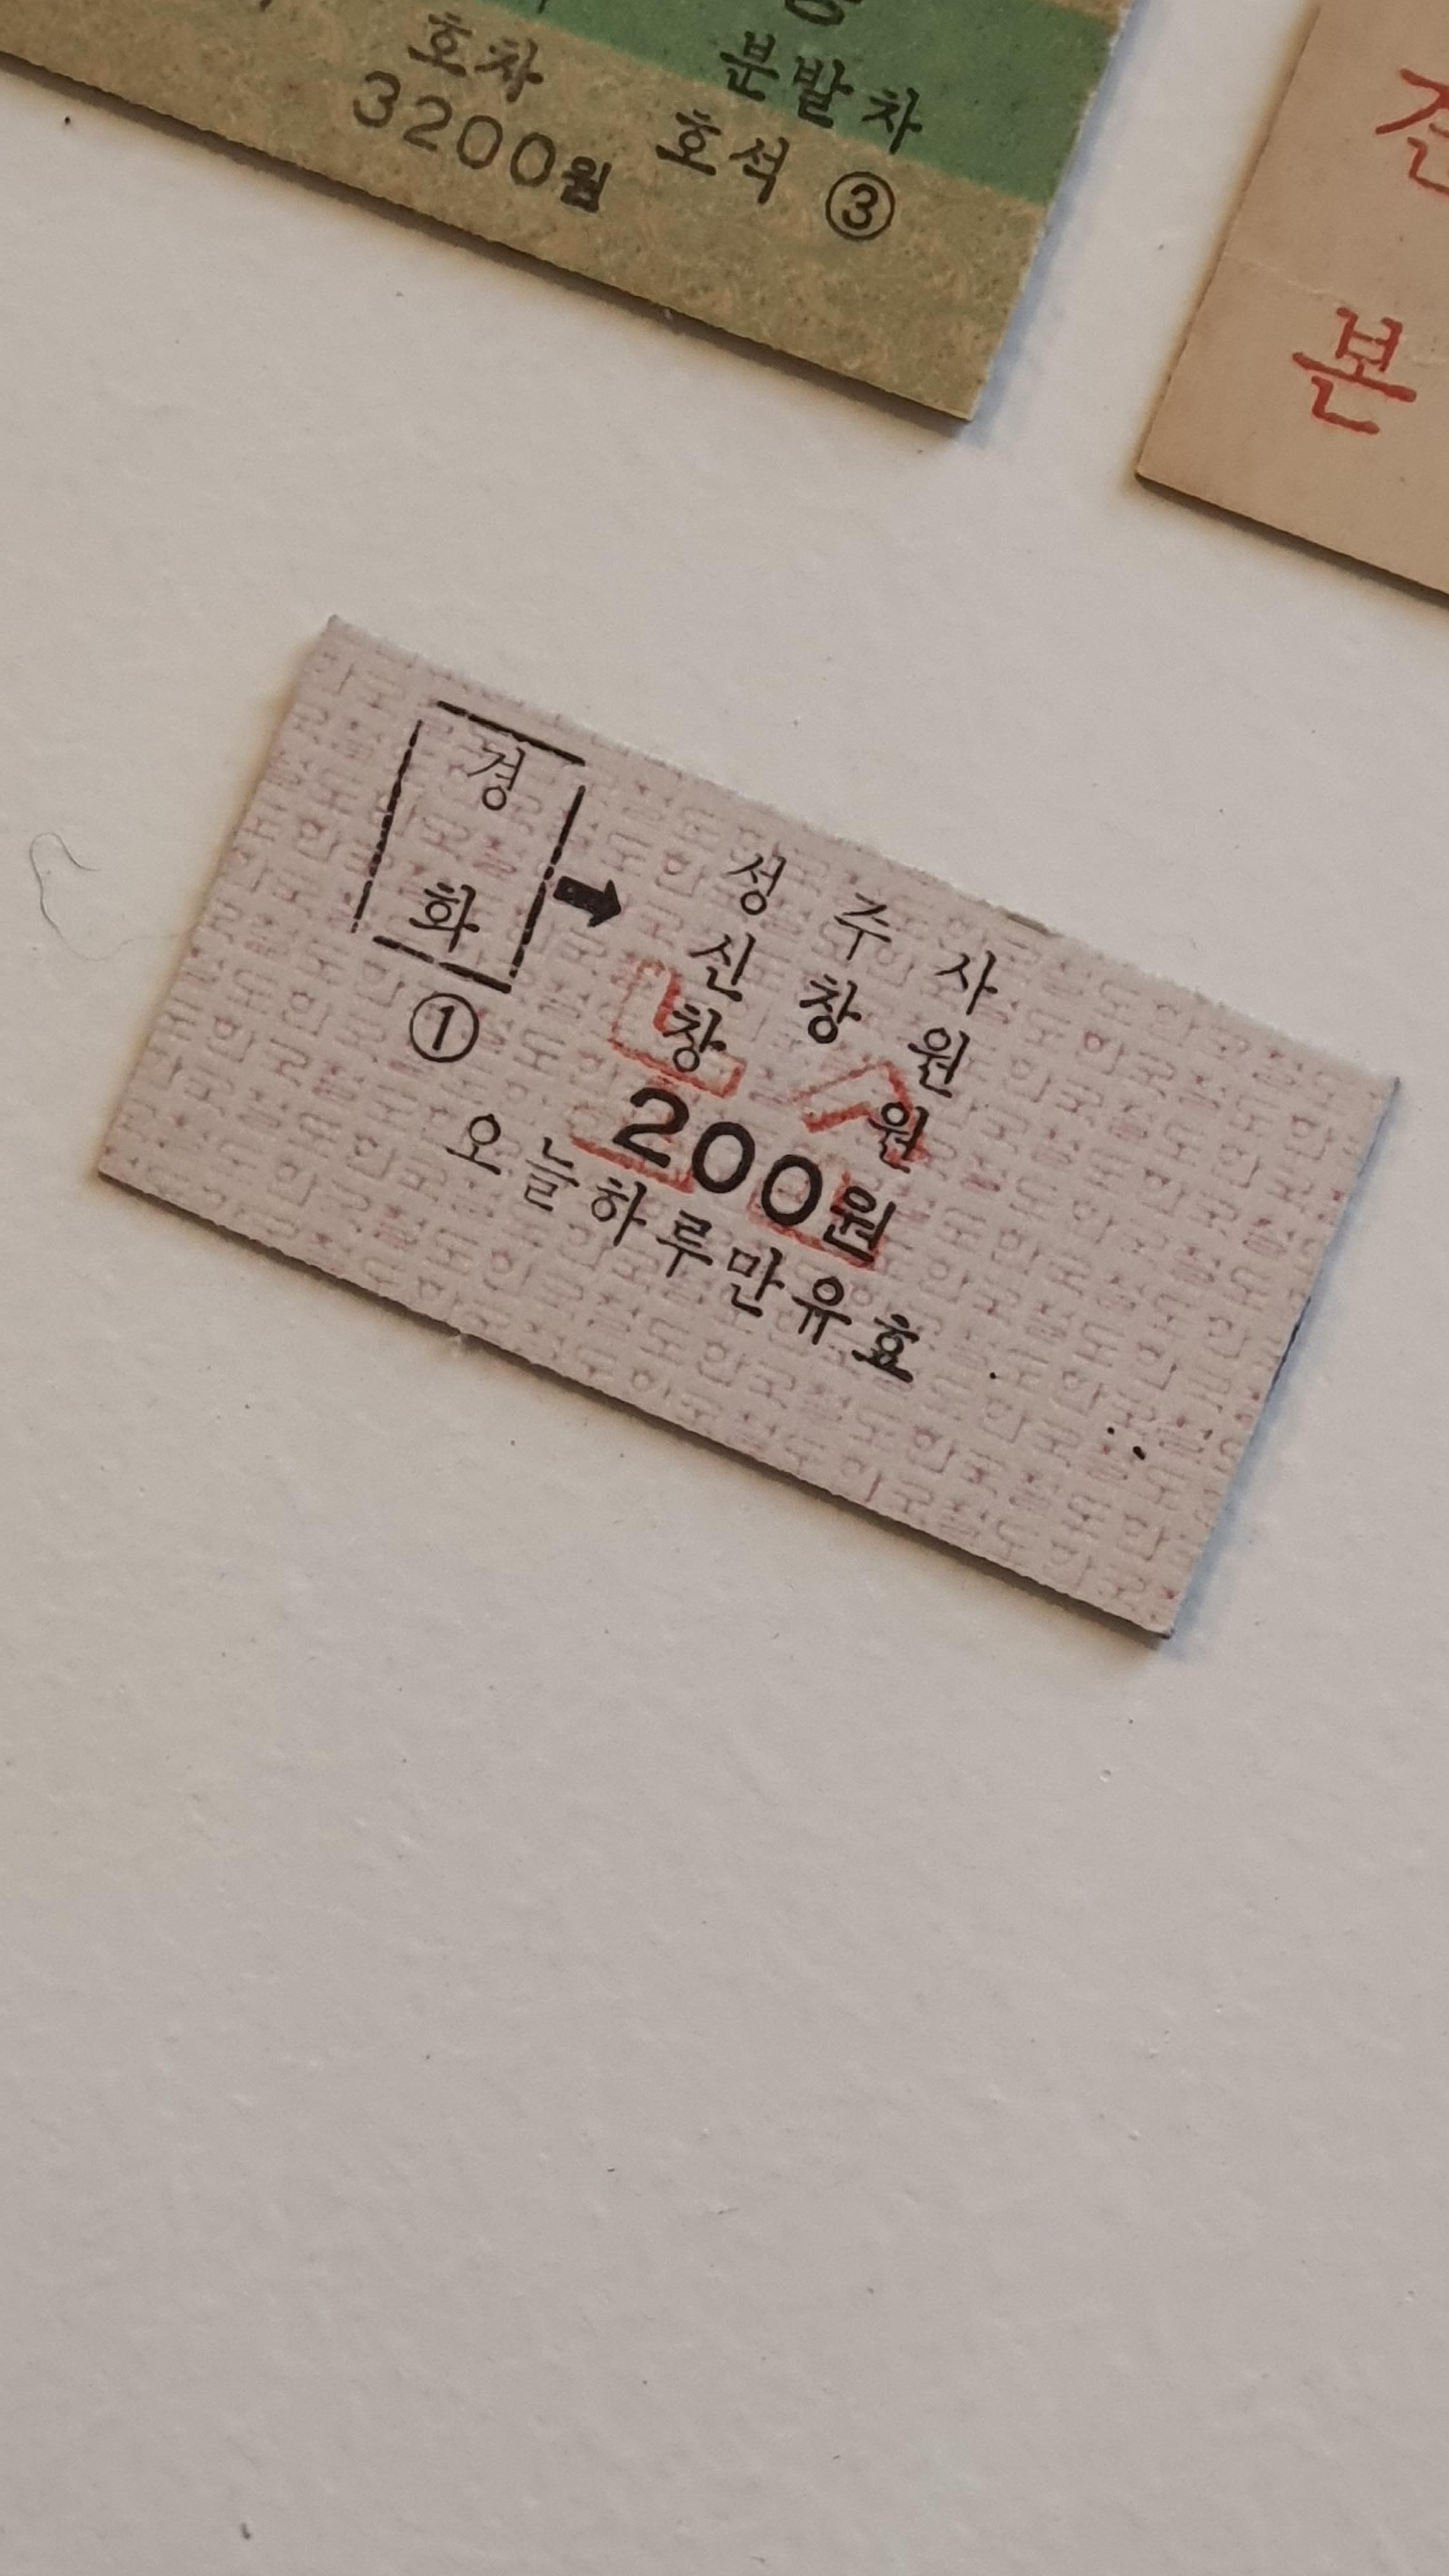 분발차
호차
호석 ③
3200원
본
경화
➡
성주사
신창원
창원
①
200원
오늘하루만유효